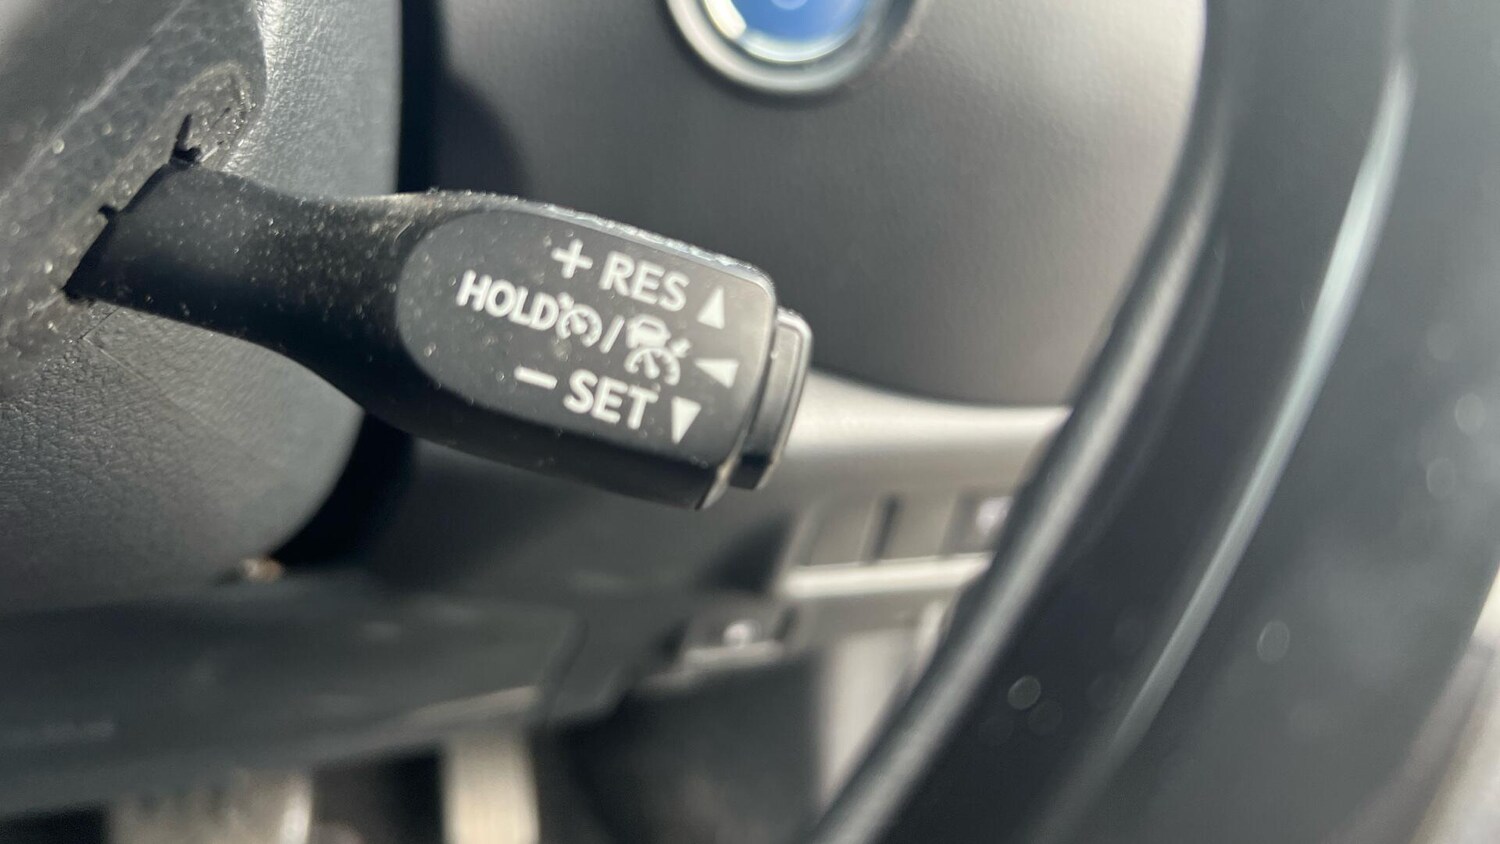 + RES
HOLD /
− SET